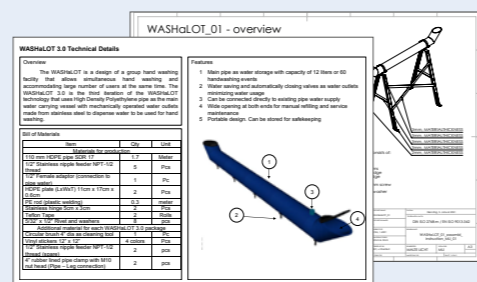 WASHaLOT_01 - overview
WASHaLOT 3.0 Technical Details
Overview
The WASHaLOT is a design of a group hand washing
facility that allows simultaneous hand washing and
accommodating large number of users at the same time. The
WASHaLOT 3.0 is the third iteration of the WASHaLOT
technology that uses High Density Polyethylene pipe as the main
water carrying vessel with mechanically operated water outlets
made from stainless steel to dispense water to be used for hand
washing.
Bill of Materials
Item Qty Unit
Materials for production
110 mm HDPE pipe SDR 17 1.7 Meter
1/2" Stainless nipple feeder NPT-1/2
thread 5 Pcs
1/2" Female adaptor (connection to
pipe water) 1 Pc
HDPE plate (LxWxT) 11cm x 17cm x
0.6cm 2 Pcs
PE rod (plastic welding) 0.3 meter
Stainless hinge 5cm x 3cm 2 Pcs
Teflon Tape 2 Rolls
5/32" x 1/2" Rivet and washers 8 pcs
Additional material for each WASHaLOT 3.0 package
Circular brush 4" dia as cleaning tool 1 Pc
Vinyl stickers 12" x 12" 4 colors Pcs
1/2" Stainless nipple feeder NPT-1/2
thread (spare) 2 pcs
4" rubber lined pipe clamp with M10
nut head (Pipe – Leg connection) 2 pcs
Features
1 Main pipe as water storage with capacity of 12 liters or 60
handwashing events
2 Water saving and automatically closing valves as water outlets
minimizing water usage
3 Can be connected directly to existing pipe water supply
4 Wide opening at both ends for manual refilling and service
maintenance
5 Portable design. Can be stored for safekeeping
1
2
3
4